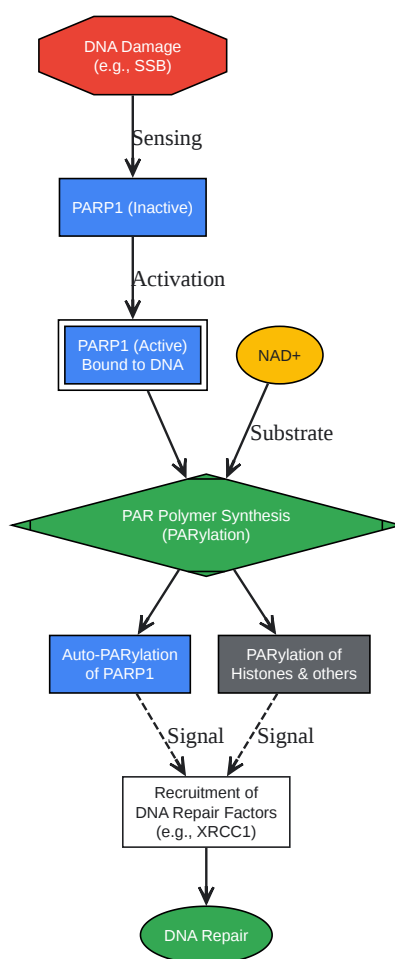 DNA Damage
(e.g., SSB)
Sensing
PARP1 (Inactive)
Activation
PARP1 (Active)
Bound to DNA
NAD+
Substrate
PAR Polymer Synthesis
(PARylation)
Auto-PARylation
of PARP1
PARylation of
Histones & others
Signal
Signal
Recruitment of
DNA Repair Factors
(e.g., XRCC1)
DNA Repair